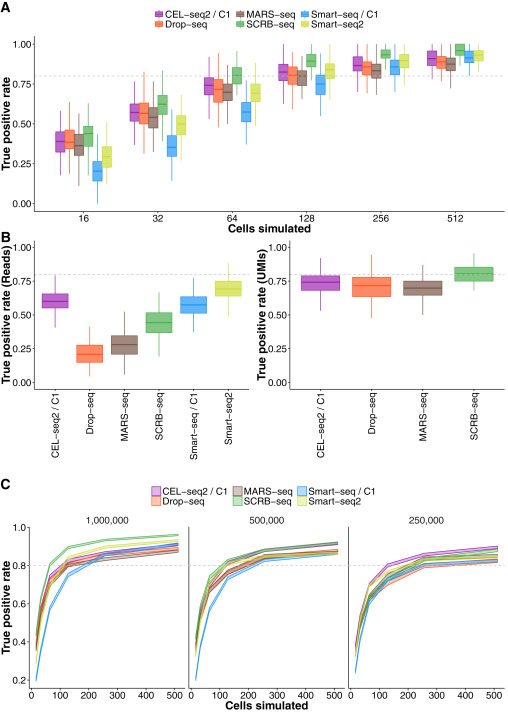 A
CEL−seq2 / C1
MARS−seq
Smart−seq / C1
Drop−seq
SCRB−seq
Smart−seq2
True positive rate
1.00
0.75
0.50
0.25
0.00
16
32
64
128
256
512
Cells simulated
B
True positive rate (Reads)
1.00
0.75
0.50
0.25
0.00
CEL−seq2 / C1
Drop−seq
MARS−seq
SCRB−seq
Smart−seq / C1
Smart−seq2
True positive rate (UMIs)
1.00
0.75
0.50
0.25
0.00
CEL−seq2 / C1
Drop−seq
MARS−seq
SCRB−seq
C
CEL−seq2 / C1
MARS−seq
Smart−seq / C1
Drop−seq
SCRB−seq
Smart−seq2
1,000,000
500,000
250,000
True positive rate
1.0
0.8
0.6
0.4
0.2
0 100 200 300 400 500
0 100 200 300 400 500
0 100 200 300 400 500
Cells simulated